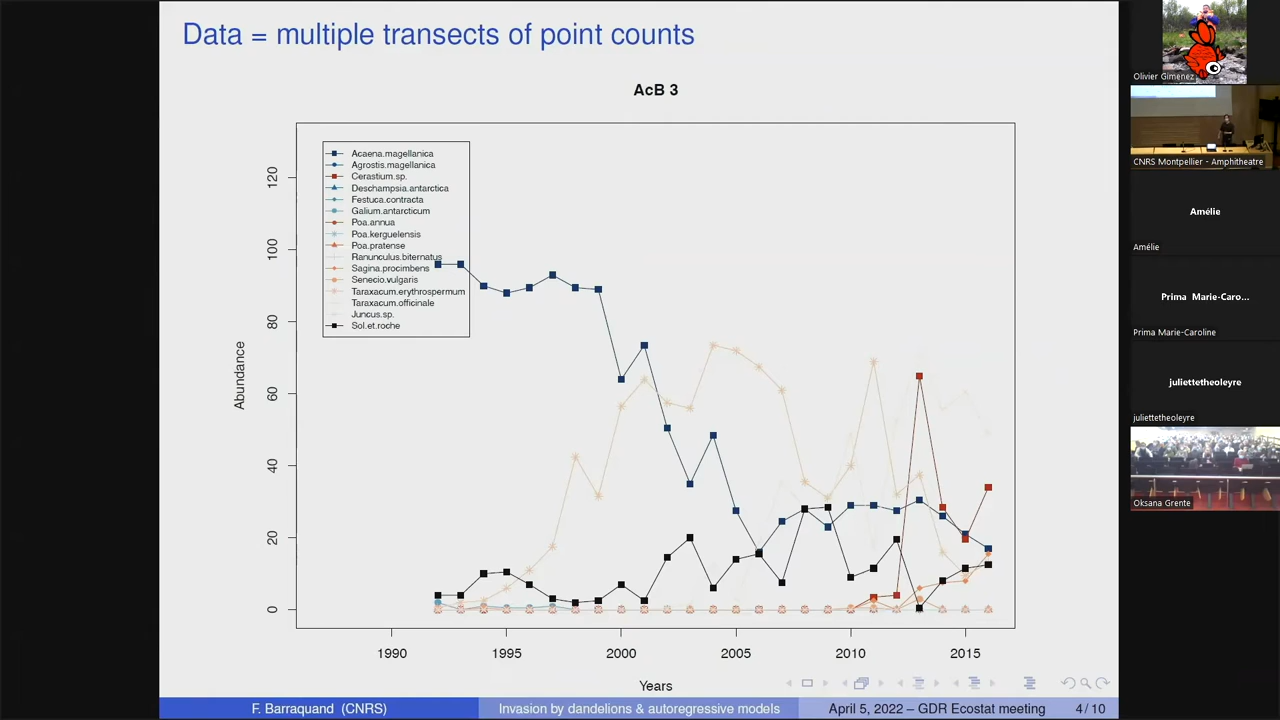 Data = multiple transects of point counts
AcB 3
Acaena.magellanica
Agrostis.magellanica
Cerastium.sp.
Deschampsia.antarctica
Festuca.contracta
Galium.antarcticum
Poa.annua
Poa.kerguelensis
Poa.pratense
Ranunculus.biternatus
Sagina.procimbens
Senecio.vulgaris
Taraxacum.erythrospermum
Taraxacum.officinale
Juncus.sp.
Sol.et.roche
Abundance
120
100
80
60
40
20
0
1990 1995 2000 2005 2010 2015
Years
F. Barraquand (CNRS) Invasion by dandelions & autoregressive models April 5, 2022 – GDR Ecostat meeting 4 / 10
Olivier Gimenez
CNRS Montpellier - Amphitheatre
Amélie
Amélie
Prima Marie-Caro...
Prima Marie-Caroline
juliettetheoleyre
juliettetheoleyre
Oksana Grente